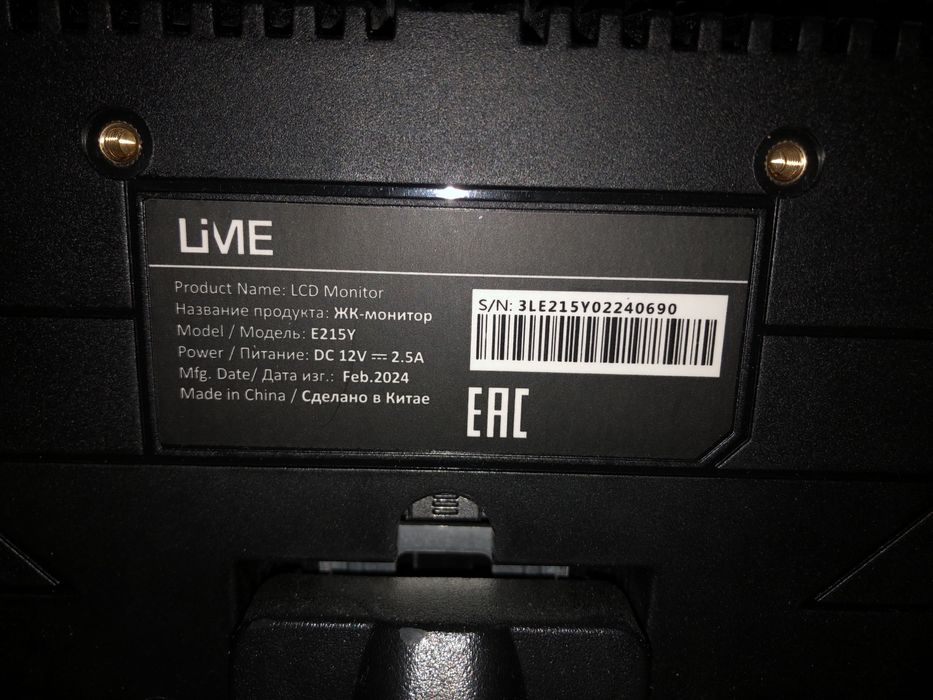 LiME
Product Name: LCD Monitor
Название продукта: ЖК-монитор
Model / Модель: E215Y
Power / Питание: DC 12V ⎓ 2.5A
Mfg. Date/ Дата изг.: Feb.2024
Made in China / Сделано в Китае
S/N: 3LE215Y02240690
EAC